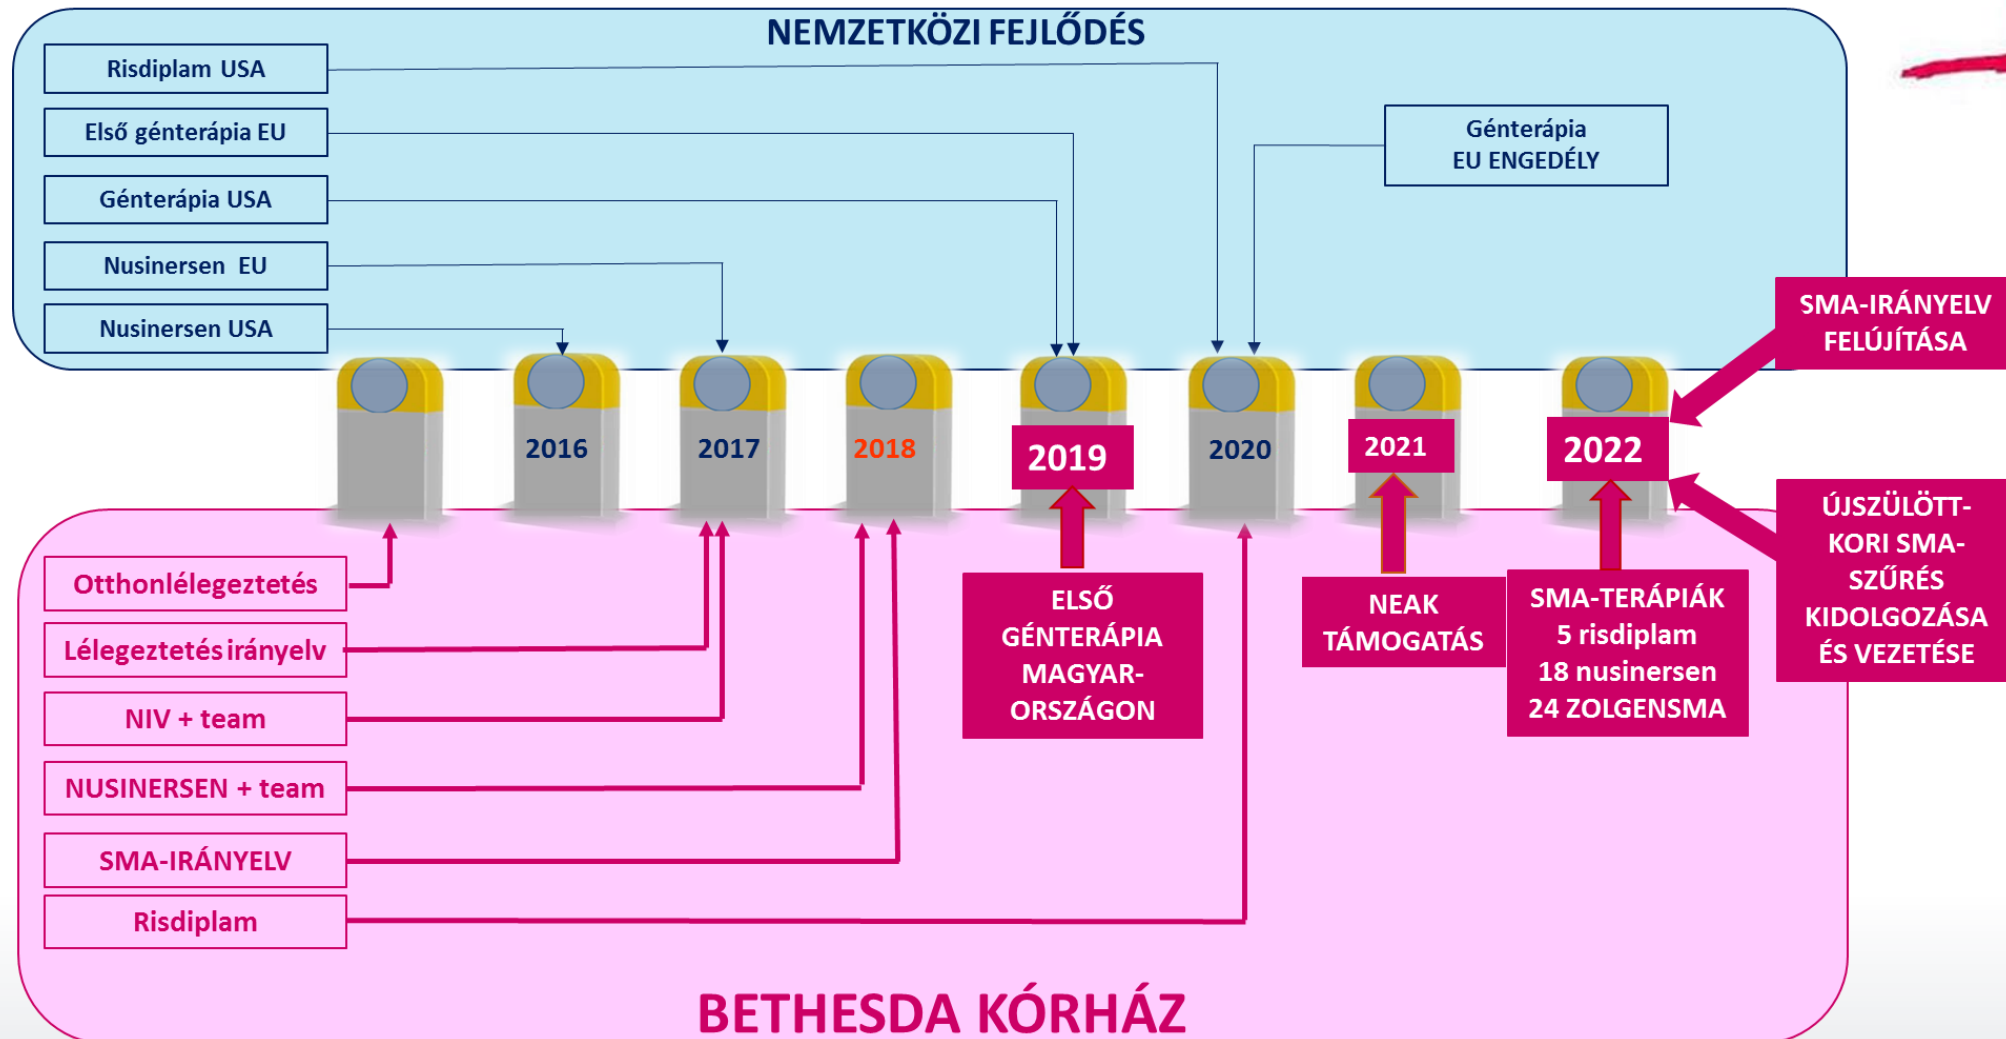 NEMZETKÖZI FEJLŐDÉS
Risdiplam USA
Első génterápia EU
Génterápia USA
Nusinersen EU
Nusinersen USA
Génterápia
EU ENGEDÉLY
SMA-IRÁNYELV
FELÚJÍTÁSA
2016
2017
2018
2019
2020
2021
2022
Otthonlélegeztetés
Lélegeztetés irányelv
NIV + team
NUSINERSEN + team
SMA-IRÁNYELV
Risdiplam
ELSŐ
GÉNTERÁPIA
MAGYAR-
ORSZÁGON
NEAK
TÁMOGATÁS
SMA-TERÁPIÁK
5 risdiplam
18 nusinersen
24 ZOLGENSMA
ÚJSZÜLÖTT-
KORI SMA-
SZŰRÉS
KIDOLGOZÁSA
ÉS VEZETÉSE
BETHESDA KÓRHÁZ